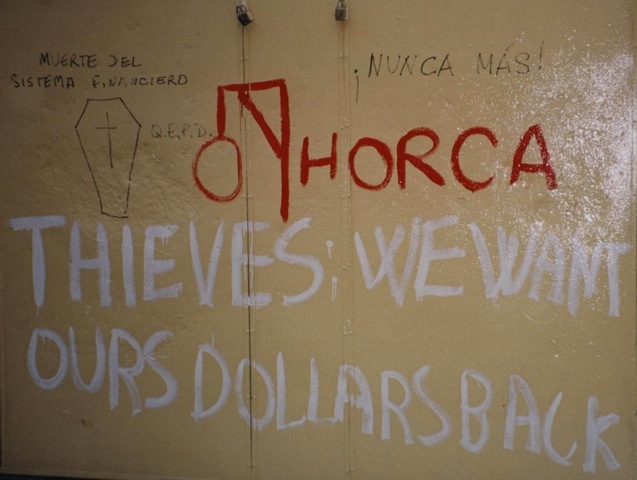 MUERTE DEL
SISTEMA FINANCIERO
¡NUNCA MÁS!
Q.E.P.D.
HORCA
THIEVES: WE WANT
OURS DOLLARS BACK